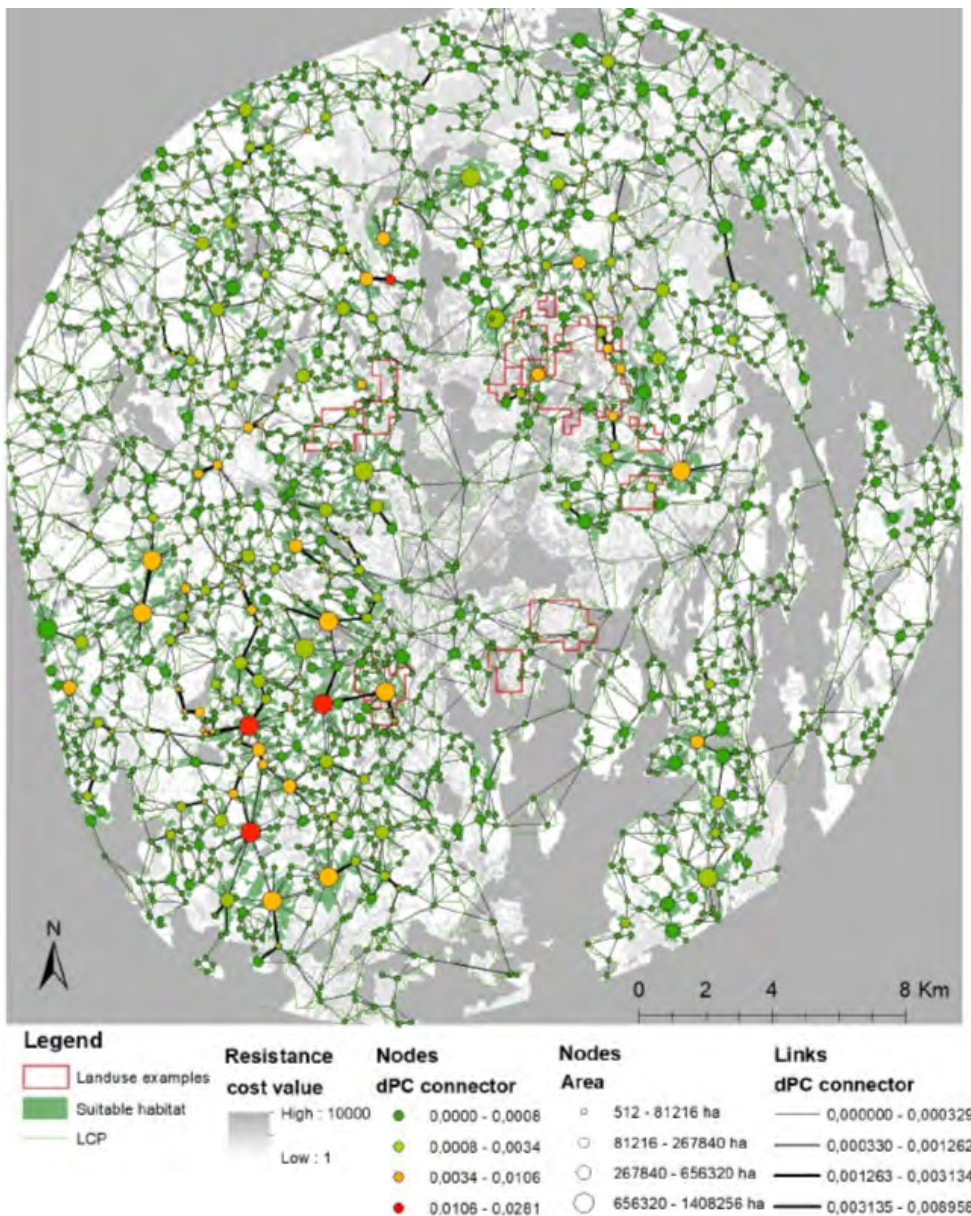 N
0 2 4 8 Km
Legend
Landuse examples
Suitable habitat
LCP
Resistance
cost value
High : 10000
Low : 1
Nodes
dPC connector
0,0000 - 0,0008
0,0008 - 0,0034
0,0034 - 0,0106
0,0106 - 0,0281
Nodes
Area
512 - 81216 ha
81216 - 267840 ha
267840 - 656320 ha
656320 - 1408256 ha
Links
dPC connector
0,000000 - 0,000329
0,000330 - 0,001262
0,001263 - 0,003134
0,003135 - 0,008958